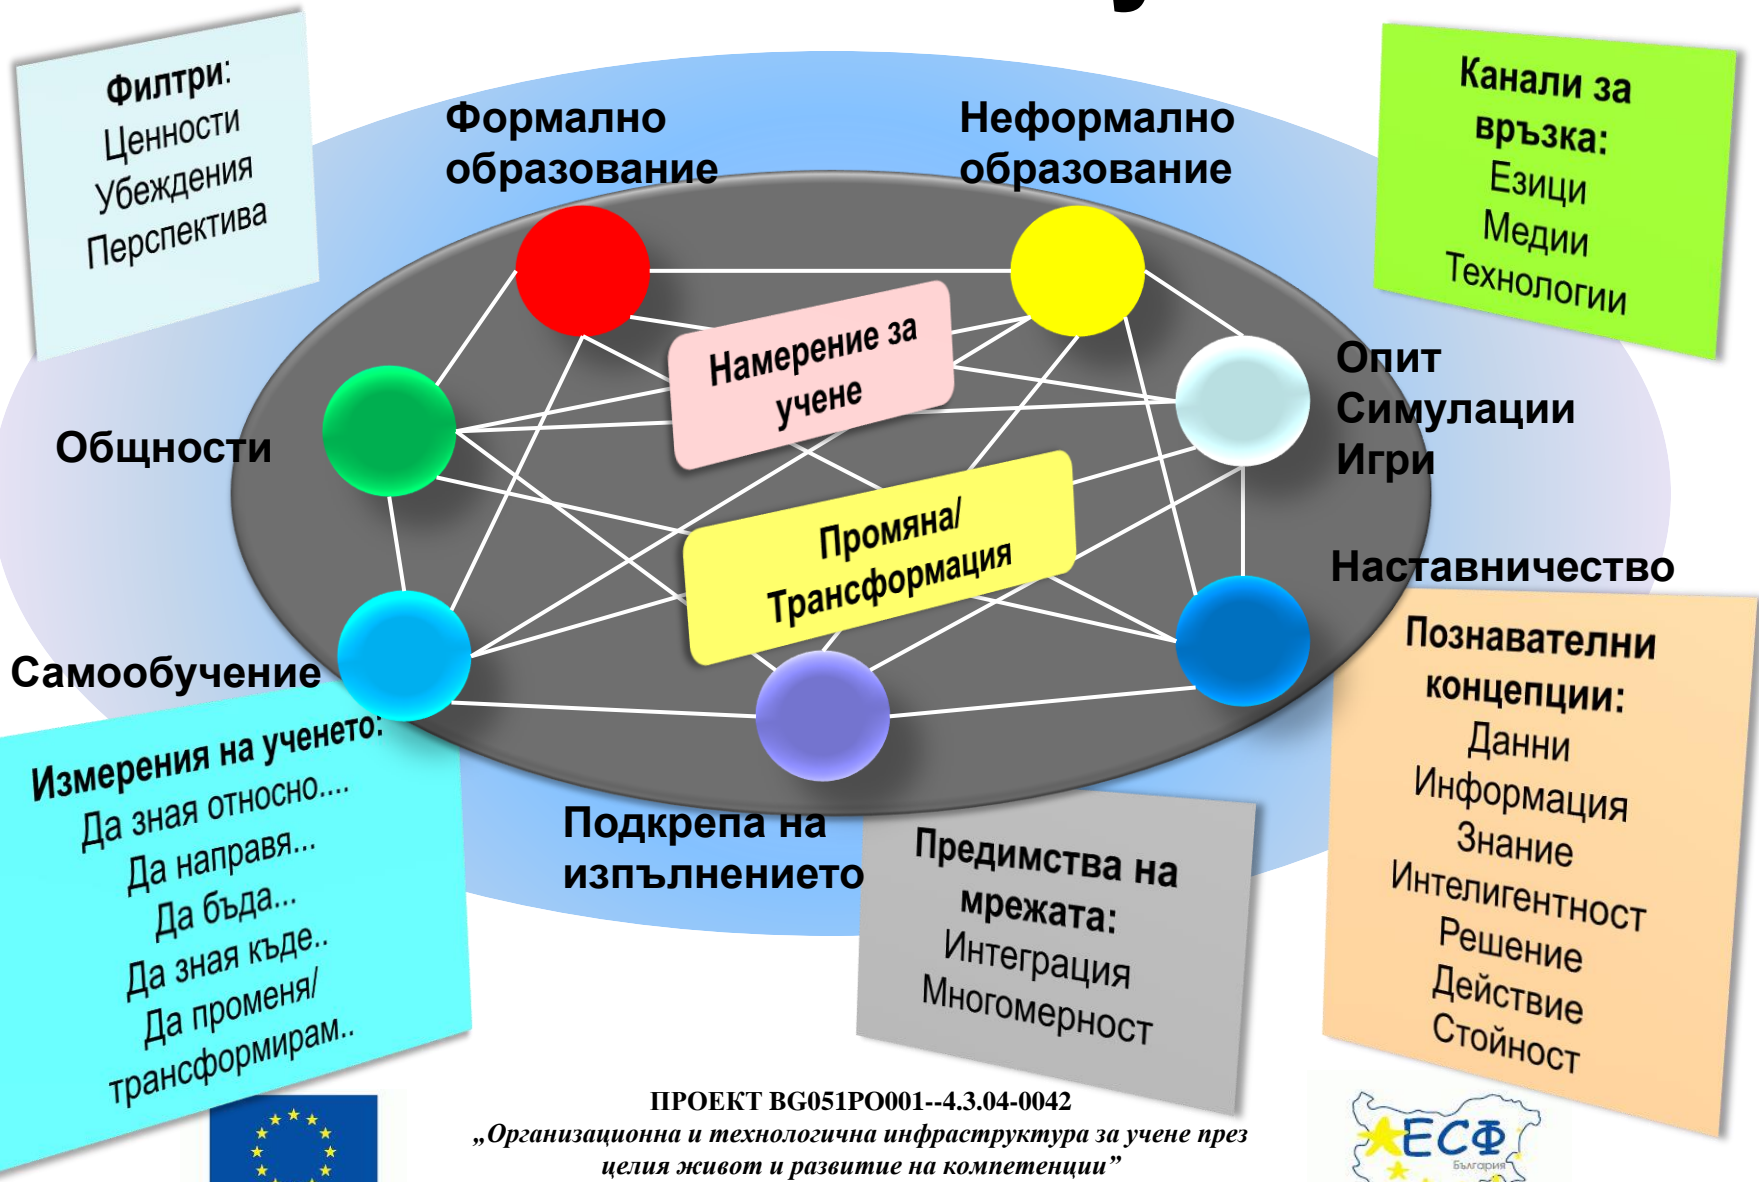 Филтри:
Ценности
Убеждения
Перспектива
Формално
образование
Неформално
образование
Канали за
връзка:
Езици
Медии
Технологии
Намерение за
учене
Опит
Симулации
Игри
Общности
Промяна/
Трансформация
Наставничество
Самообучение
Измерения на ученето:
Да зная относно....
Да направя...
Да бъда...
Да зная къде..
Да променя/
трансформирам..
Подкрепа на
изпълнението
Предимства на
мрежата:
Интеграция
Многомерност
Познавателни
концепции:
Данни
Информация
Знание
Интелигентност
Решение
Действие
Стойност
ПРОЕКТ BG051PO001--4.3.04-0042
„Организационна и технологична инфраструктура за учене през
целия живот и развитие на компетенции”
ЕСФ
България